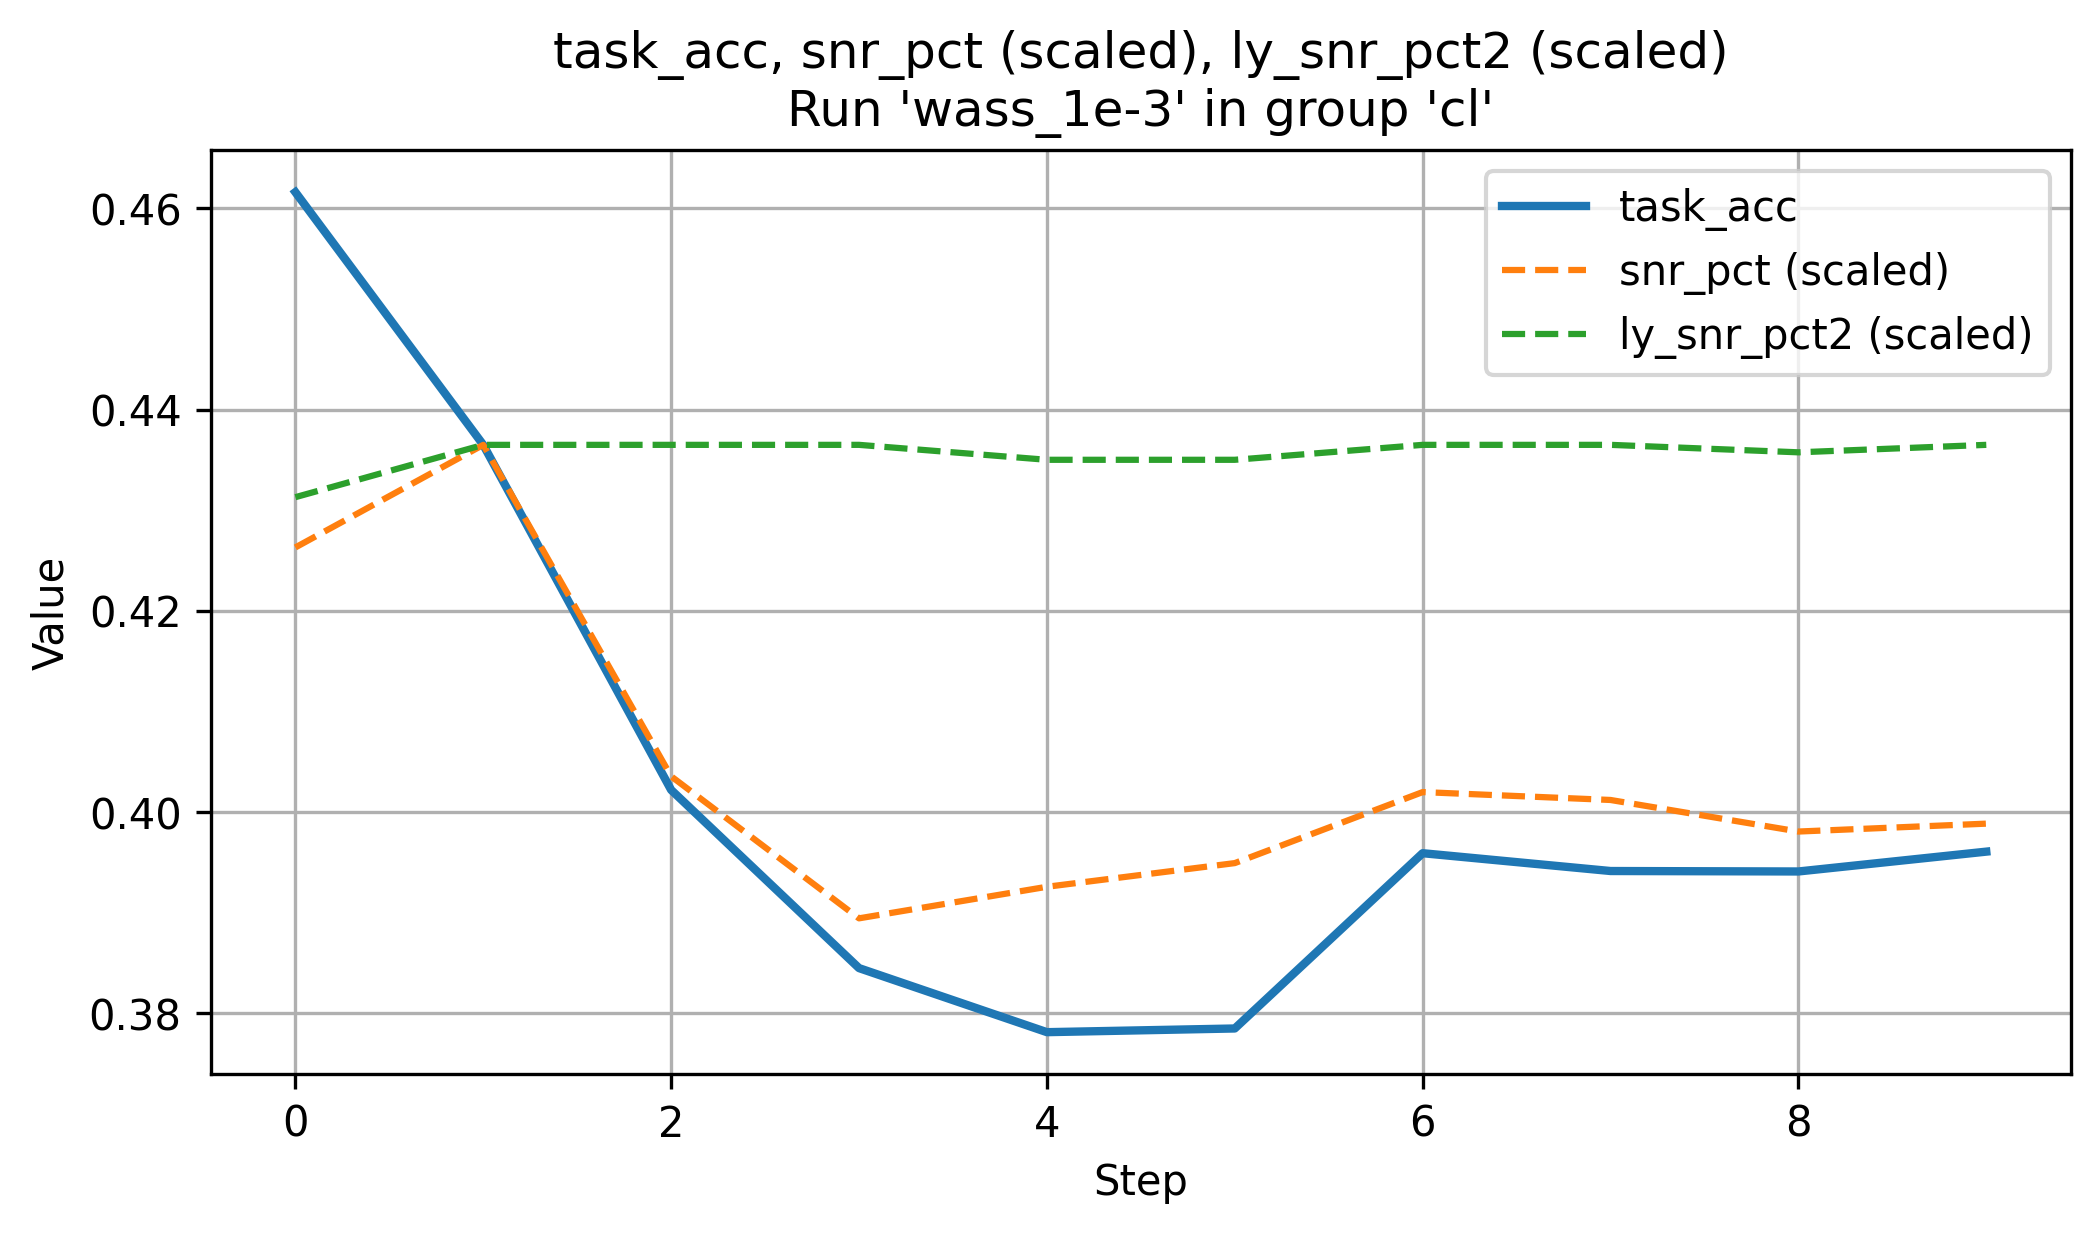 task_acc, snr_pct (scaled), ly_snr_pct2 (scaled)
Run 'wass_1e-3' in group 'cl'
task_acc
snr_pct (scaled)
ly_snr_pct2 (scaled)
Value
0.46
0.44
0.42
0.40
0.38
0
2
4
6
8
Step